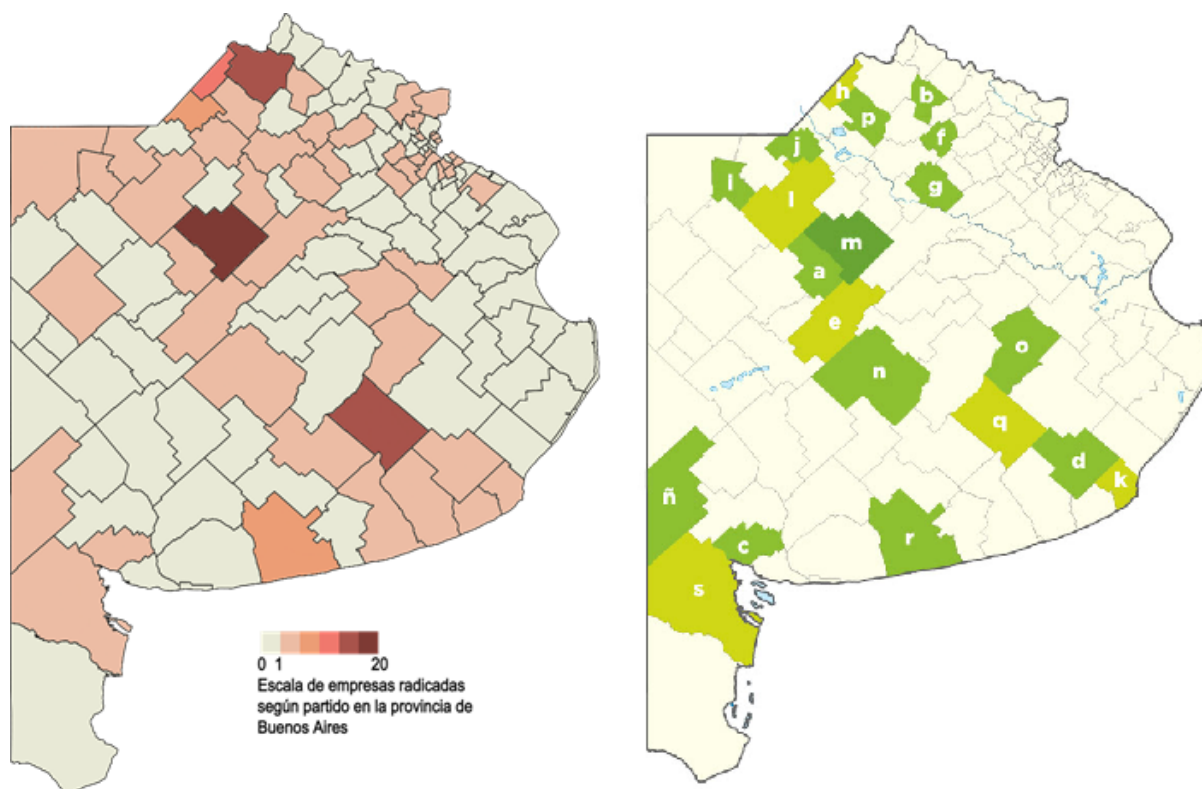 0 1 20
Escala de empresas radicadas
según partido en la provincia de
Buenos Aires
h
b
p
f
j
l
g
l
m
a
e
o
n
q
d
k
ñ
r
c
s